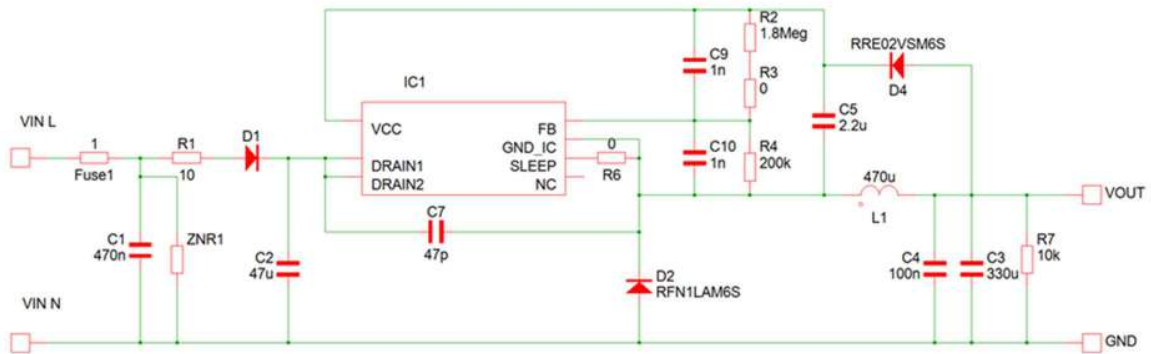 R2
1.8Meg
RRE02VSM6S
C9
1n
R3
0
D4
IC1
C5
2.2u
VIN L
VCC
FB
GND_IC
SLEEP
NC
DRAIN1
DRAIN2
0
R6
C10
1n
R4
200k
1
Fuse1
R1
10
D1
470u
L1
VOUT
C7
47p
C1
470n
ZNR1
C2
47u
D2
RFN1LAM6S
C4
100n
C3
330u
R7
10k
VIN N
GND